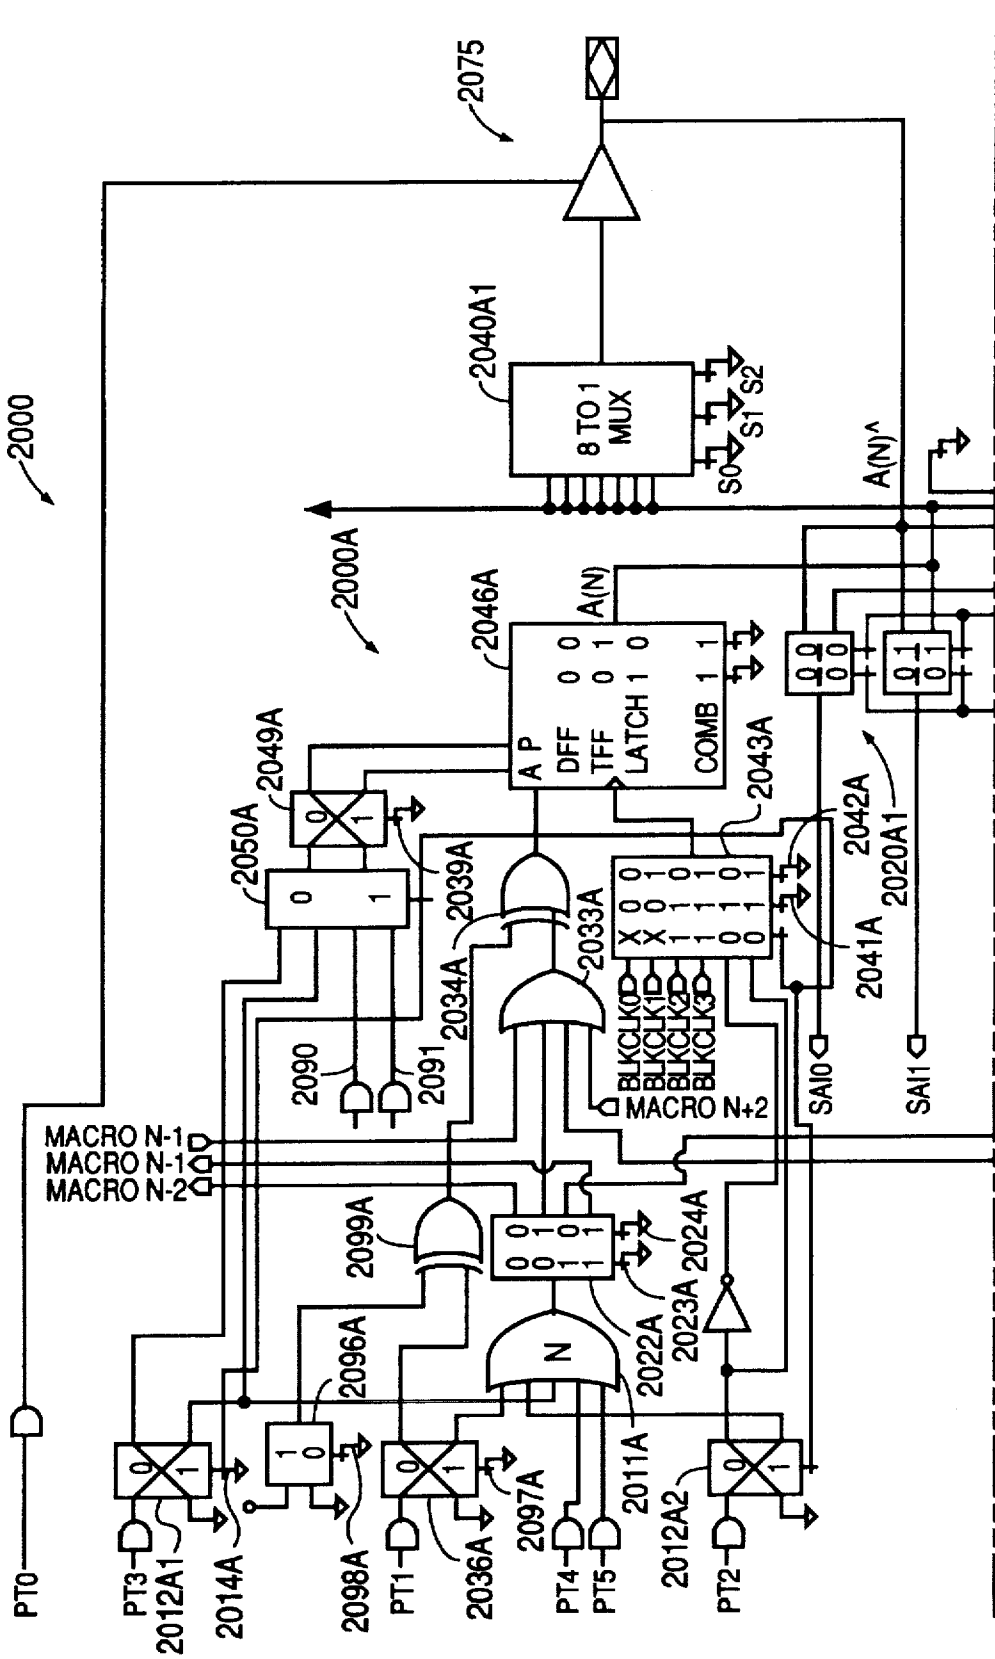 2000
2075
2040A1
8 TO 1
MUX
S0
S1
S2
2000A
2046A
A P
DFF 0 0
TFF 0 1
LATCH 1 0
COMB 1 1
A(N)
A(N)^
2049A
0
1
2050A
0
1
2039A
2034A
2033A
2043A
X 0 0
X 0 1
1 1 0
1 1 1
0 1 0
0 1 1
2042A
2041A
2020A1
0 0
0 0
0 1
0 1
BLKCLK0
BLKCLK1
BLKCLK2
BLKCLK3
SAI0
SAI1
2090
2091
MACRO N+2
MACRO N-1
MACRO N-1
MACRO N-2
2099A
0 0
0 1
1 0
1 1
2024A
2023A
2022A
2096A
1
0
N
2011A
PT0
PT3
0
1
2012A1
2014A
2098A
PT1
0
1
2036A
2097A
PT4
PT5
2012A2
PT2
0
1